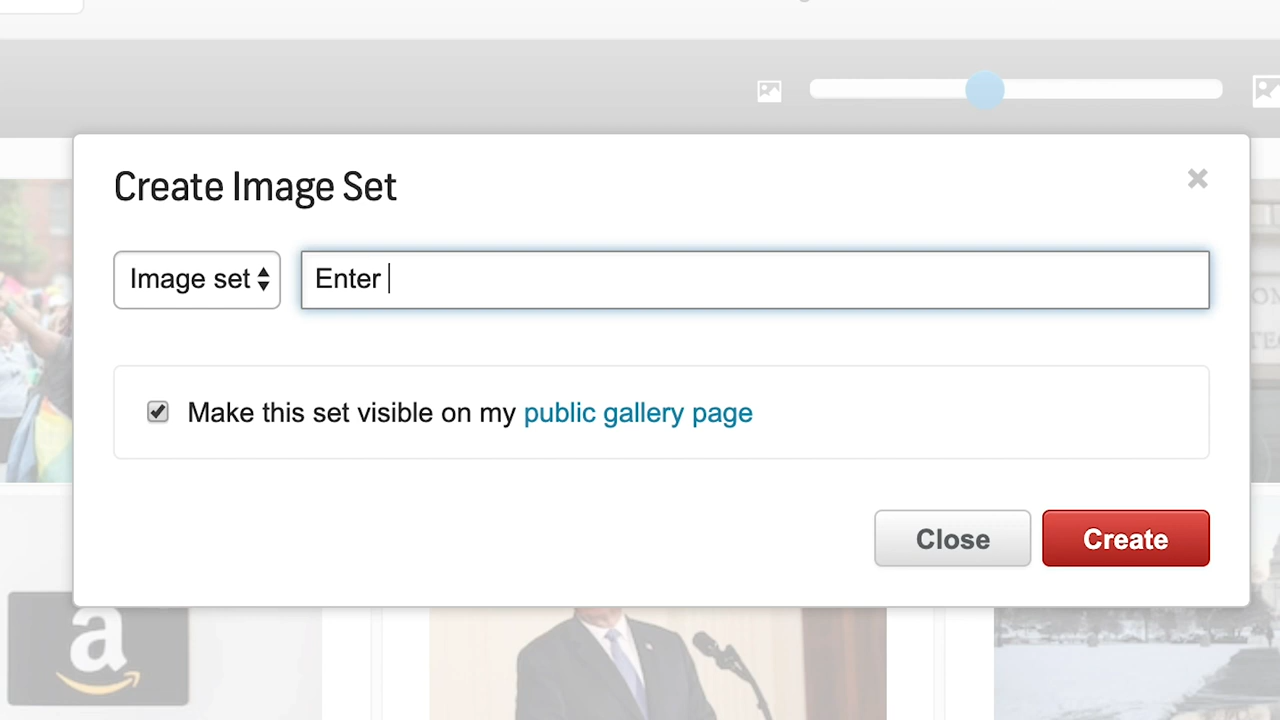 Create Image Set
×
Image set
Enter
Make this set visible on my public gallery page
Close
Create
a